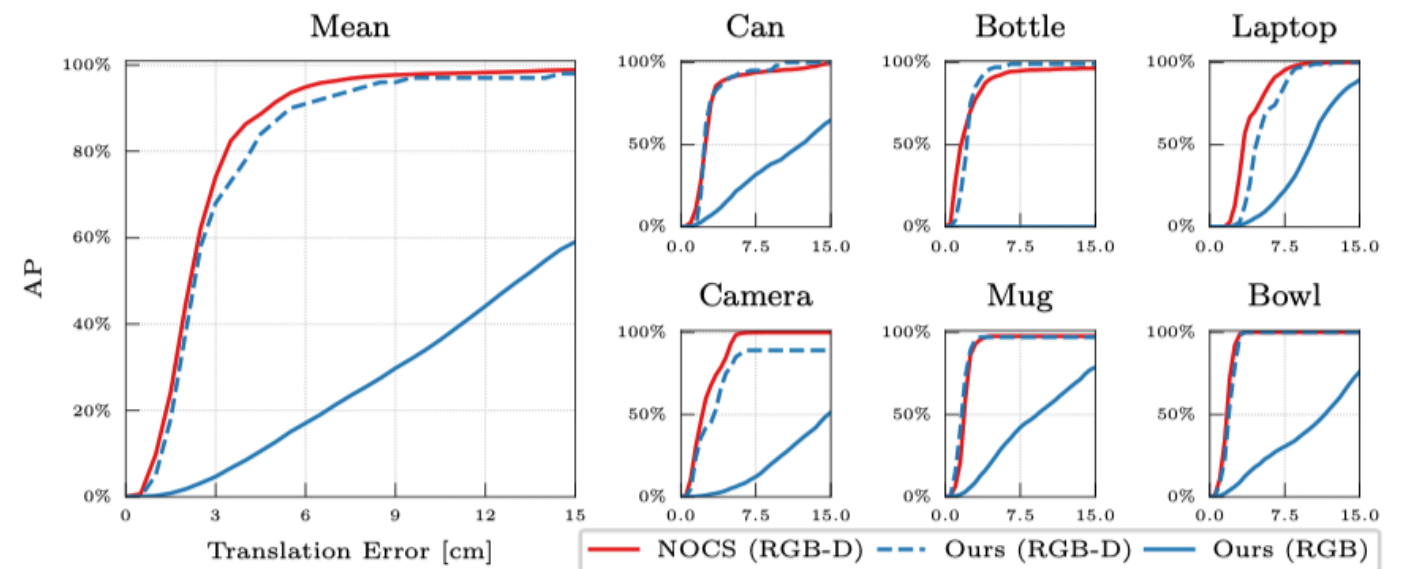 Mean
100%
80%
60%
40%
20%
0%
AP
0 3 6 9 12 15
Translation Error [cm]
Can
100%
50%
0%
0.0 7.5 15.0
Bottle
100%
50%
0%
0.0 7.5 15.0
Laptop
100%
50%
0%
0.0 7.5 15.0
Camera
100%
50%
0%
0.0 7.5 15.0
Mug
100%
50%
0%
0.0 7.5 15.0
Bowl
100%
50%
0%
0.0 7.5 15.0
NOCS (RGB-D) Ours (RGB-D) Ours (RGB)